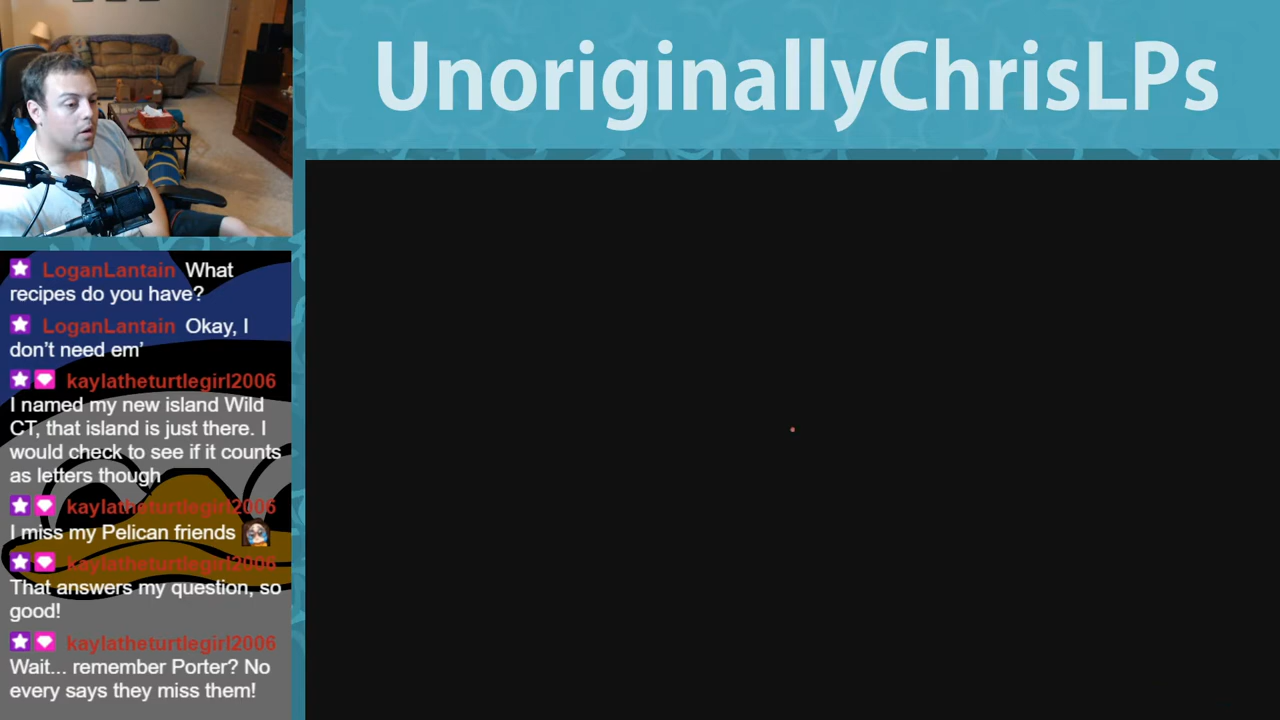 UnoriginallyChrisLPs
LoganLantain What
recipes do you have?
LoganLantain Okay, I
don't need em'
kaylatheturtlegirl2006
I named my new island Wild
CT, that island is just there. I
would check to see if it counts
as letters though
kaylatheturtlegirl2006
I miss my Pelican friends
kaylatheturtlegirl2006
That answers my question, so
good!
kaylatheturtlegirl2006
Wait... remember Porter? No
every says they miss them!